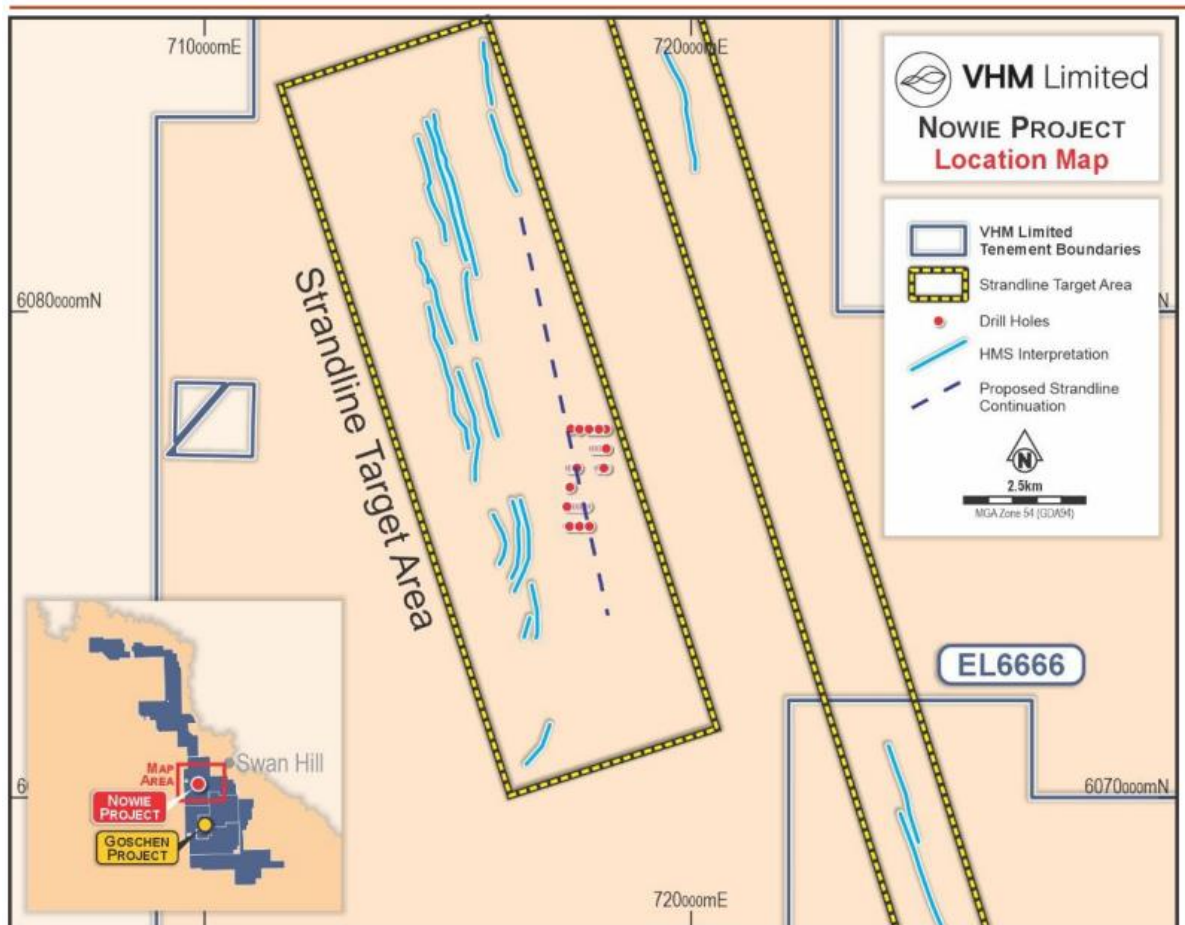 710000mE
720000mE
VHM Limited
NOWIE PROJECT
Location Map
VHM Limited
Tenement Boundaries
Strandline Target Area
Drill Holes
HMS Interpretation
Proposed Strandline
Continuation
N
2.5km
MGA Zone 54 (GDA94)
6080000mN
N
Strandline Target Area
EL6666
Swan Hill
MAP
AREA
NOWIE
PROJECT
GOSCHEN
PROJECT
6070000mN
720000mE